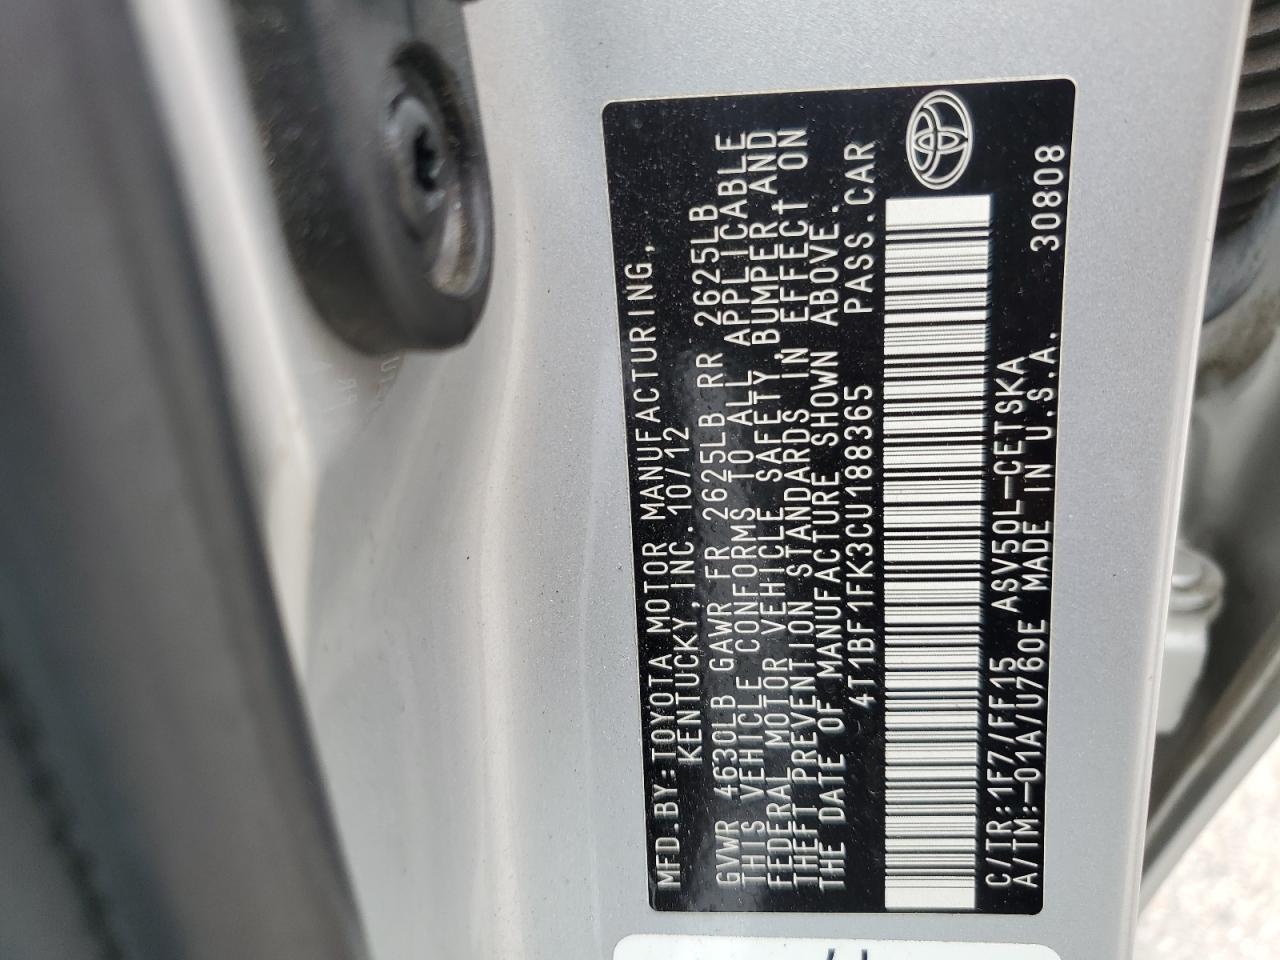 MFD.BY:TOYOTA MOTOR MANUFACTURING,
KENTUCKY,INC.10/12
GVWR 4630LB GAWR FR 2625LB RR 2625LB
THIS VEHICLE CONFORMS TO ALL APPLICABLE
FEDERAL MOTOR VEHICLE SAFETY,BUMPER,AND
THEFT PREVENTION STANDARDS IN EFFECT ON
THE DATE OF MANUFACTURE SHOWN ABOVE.
4T1BF1FK3CU188365 PASS.CAR
C/TR:1F7/FF15 ASV50L-CETSKA
A/TM:-01A/U760E MADE IN U.S.A. 30808